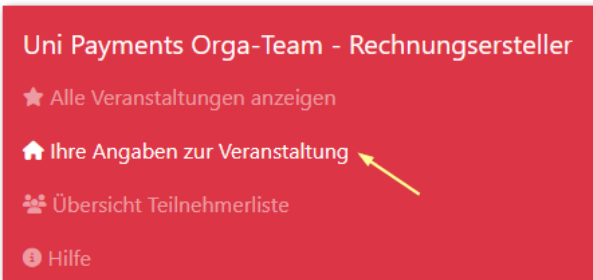 Uni Payments Orga-Team - Rechnungsersteller
Alle Veranstaltungen anzeigen
Ihre Angaben zur Veranstaltung
Übersicht Teilnehmerliste
Hilfe